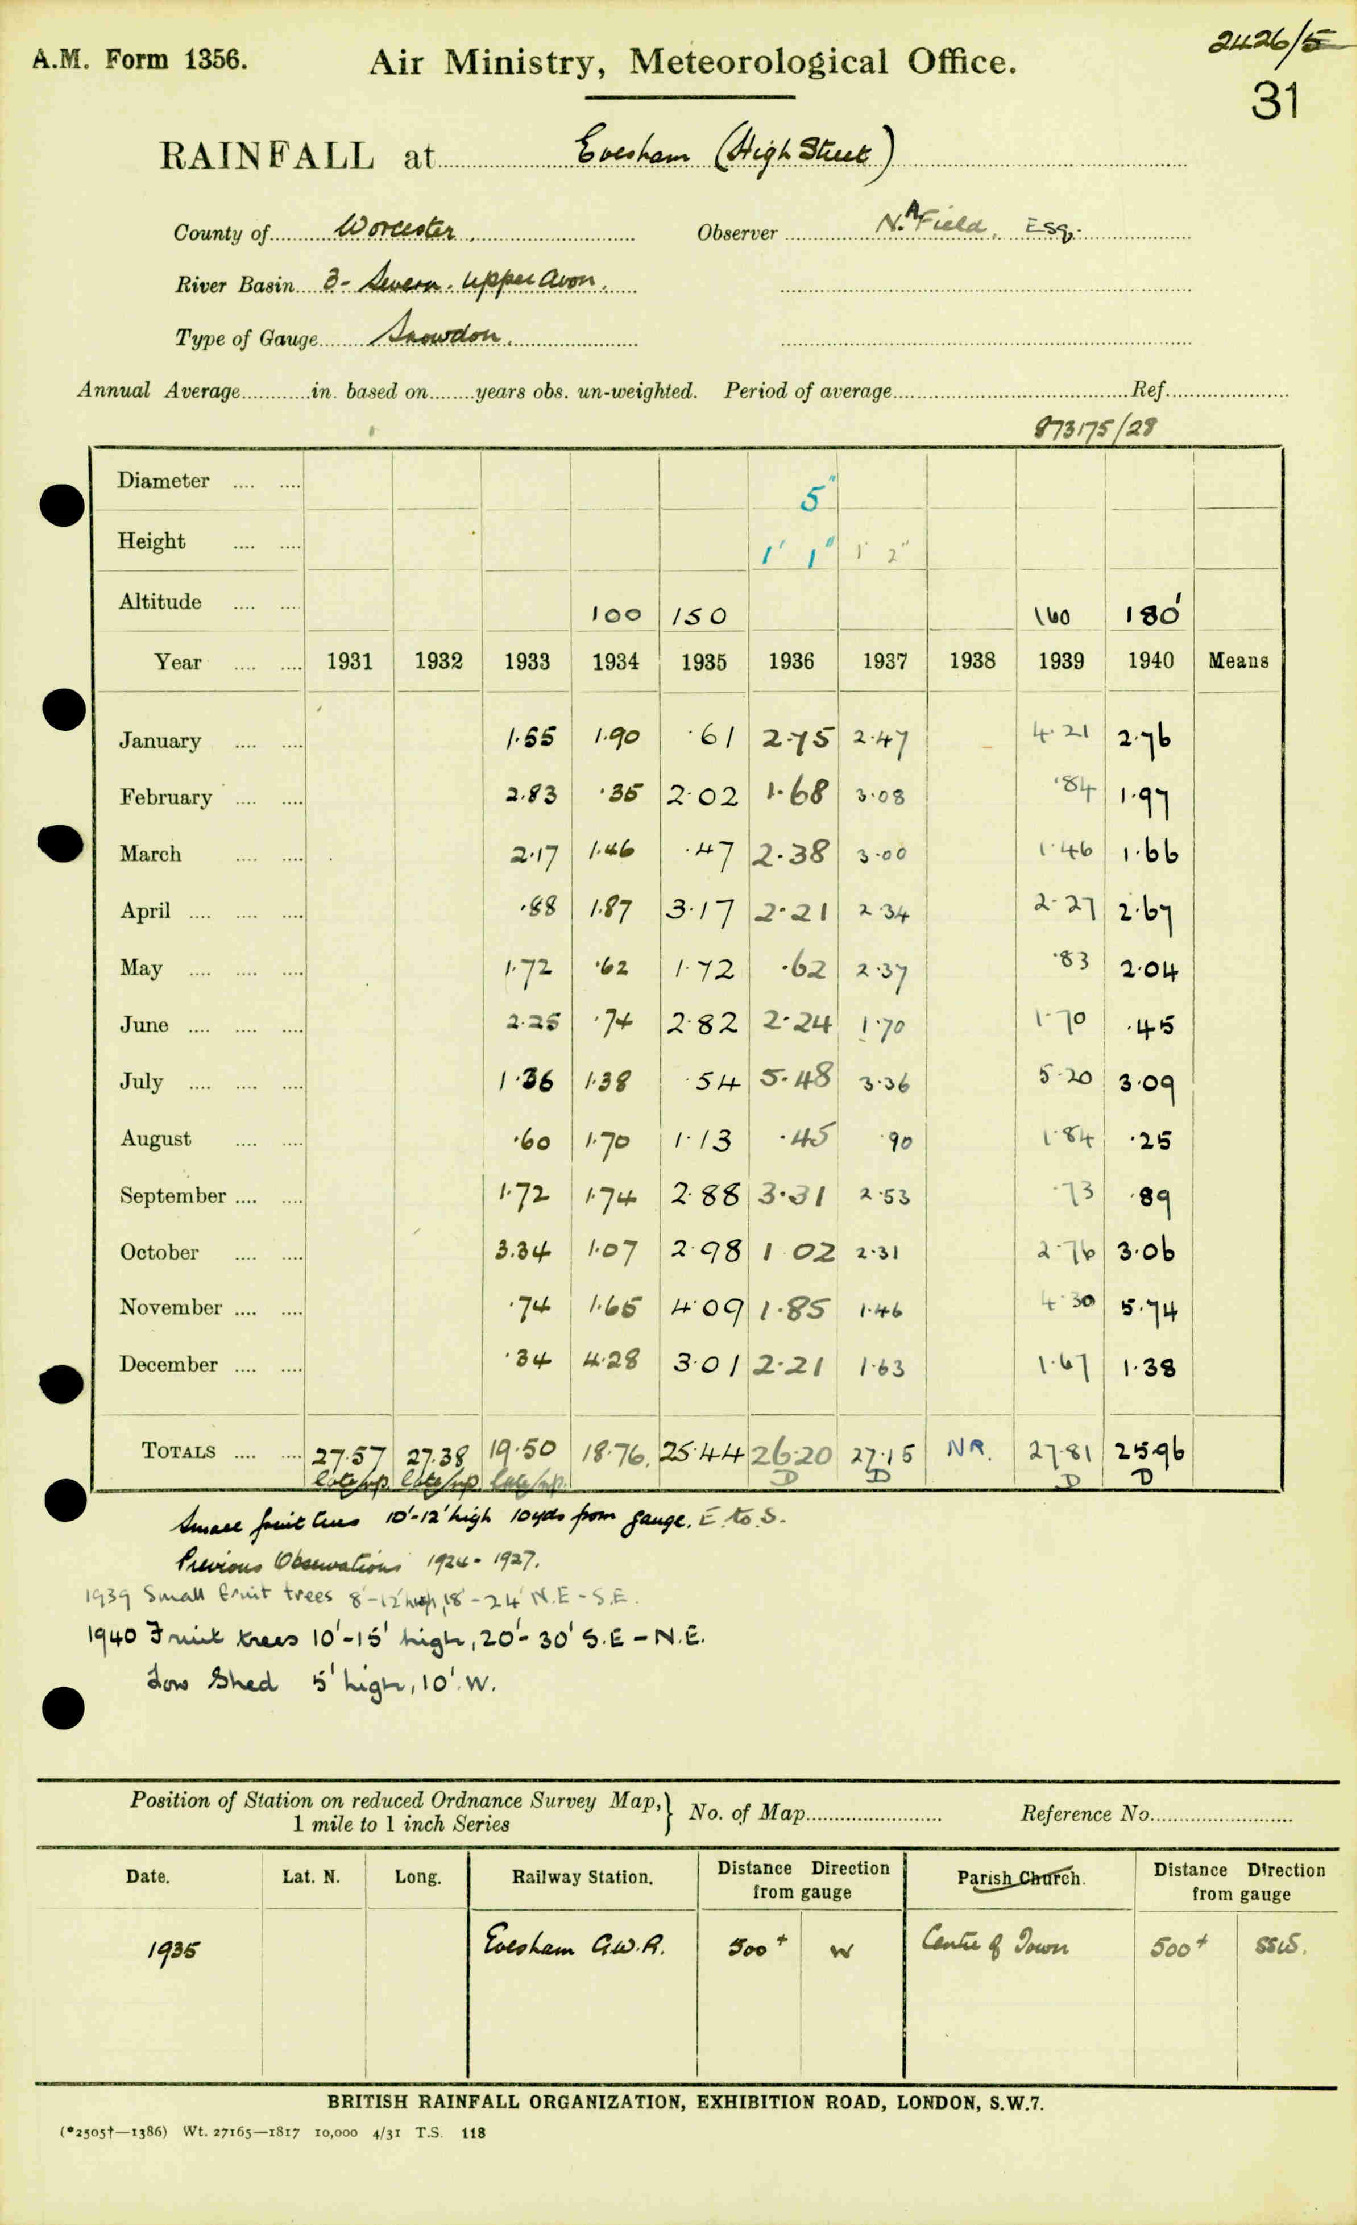 A.M. Form 1356. Air Ministry, Meteorological Office. 2426/5
31
RAINFALL at Evesham (High Street)
County of Worcester. Observer N. A Field, Esq.
River Basin 3 - Severn. Upper Avon.
Type of Gauge Snowdon.
Annual Average in. based on years obs. un-weighted. Period of average Ref.
873175/28
Diameter 5"
Height 1' 1" 1' 2"
Altitude 100 150 160 180'
Year 1931 1932 1933 1934 1935 1936 1937 1938 1939 1940 Means
January 1.55 1.90 .61 2.75 2.47 4.21 2.76
February 2.83 .35 2.02 1.68 3.08 .84 1.97
March 2.17 1.46 .47 2.38 3.00 1.46 1.66
April .88 1.87 3.17 2.21 2.34 2.27 2.67
May 1.72 .62 1.72 .62 2.37 .83 2.04
June 2.25 .74 2.82 2.24 1.70 1.70 .45
July 1.36 1.38 .54 5.48 3.36 5.20 3.09
August .60 1.70 1.13 .45 .90 1.84 .25
September 1.72 1.74 2.88 3.31 2.53 .73 .89
October 3.34 1.07 2.98 1 02 2.31 2.76 3.06
November .74 1.65 4.09 1.85 1.46 4.30 5.74
December .34 4.28 3.01 2.21 1.63 1.67 1.38
TOTALS 27.57 27.38 19.50 18.76. 25.44 26.20 27.15 NR. 27.81 25.96
D D D D
Small fruit trees 10'-12' high 10yds from gauge. E. to S.
Previous Observations 1924 - 1927.
1939 Small fruit trees 8'-12' high, 18'-24' N.E - S.E.
1940 Fruit trees 10'-15' high, 20'-30' S.E - N.E.
Low Shed 5' high, 10'. W.
Position of Station on reduced Ordnance Survey Map, 1 mile to 1 inch Series } No. of Map Reference No.
Date. Lat. N. Long. Railway Station. Distance Direction from gauge Parish Church. Distance Direction from gauge
1935 Evesham G.W.R. 500+ W Centre of Town 500+ SSW.
BRITISH RAINFALL ORGANIZATION, EXHIBITION ROAD, LONDON, S.W.7.
(*2505†—1386) Wt. 27165—1817 10,000 4/31 T.S. 118